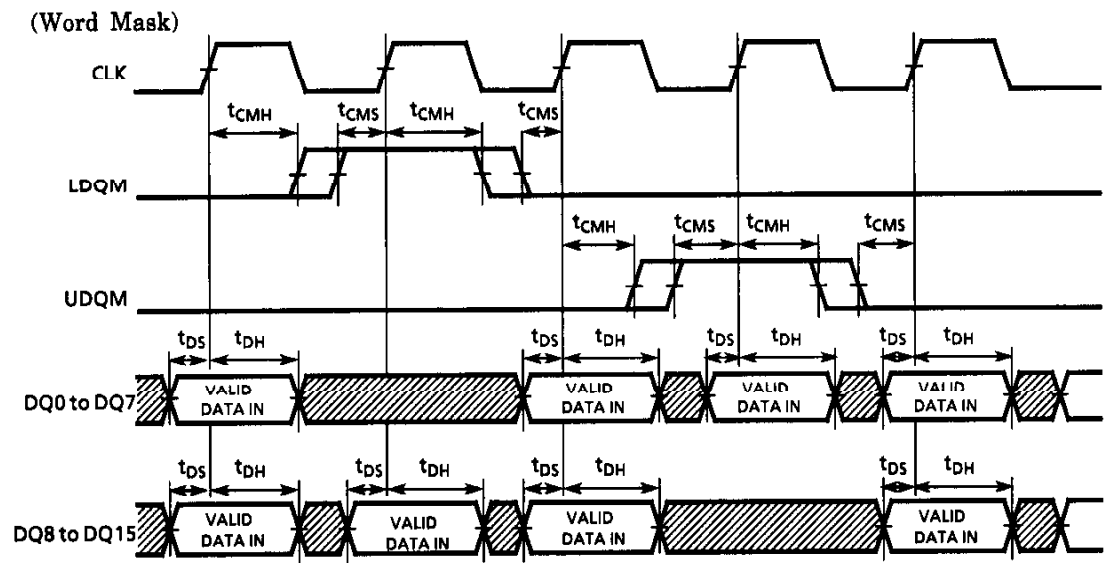 (Word Mask)
CLK
tCMH tCMS tCMH tCMS
LDQM
tCMH tCMS tCMH tCMS
UDQM
tDS tDH tDS tDH tDS tDH tDS tDH
DQ0 to DQ7
VALID DATA IN VALID DATA IN VALID DATA IN VALID DATA IN
tDS tDH tDS tDH tDS tDH tDS tDH
DQ8 to DQ15
VALID DATA IN VALID DATA IN VALID DATA IN VALID DATA IN